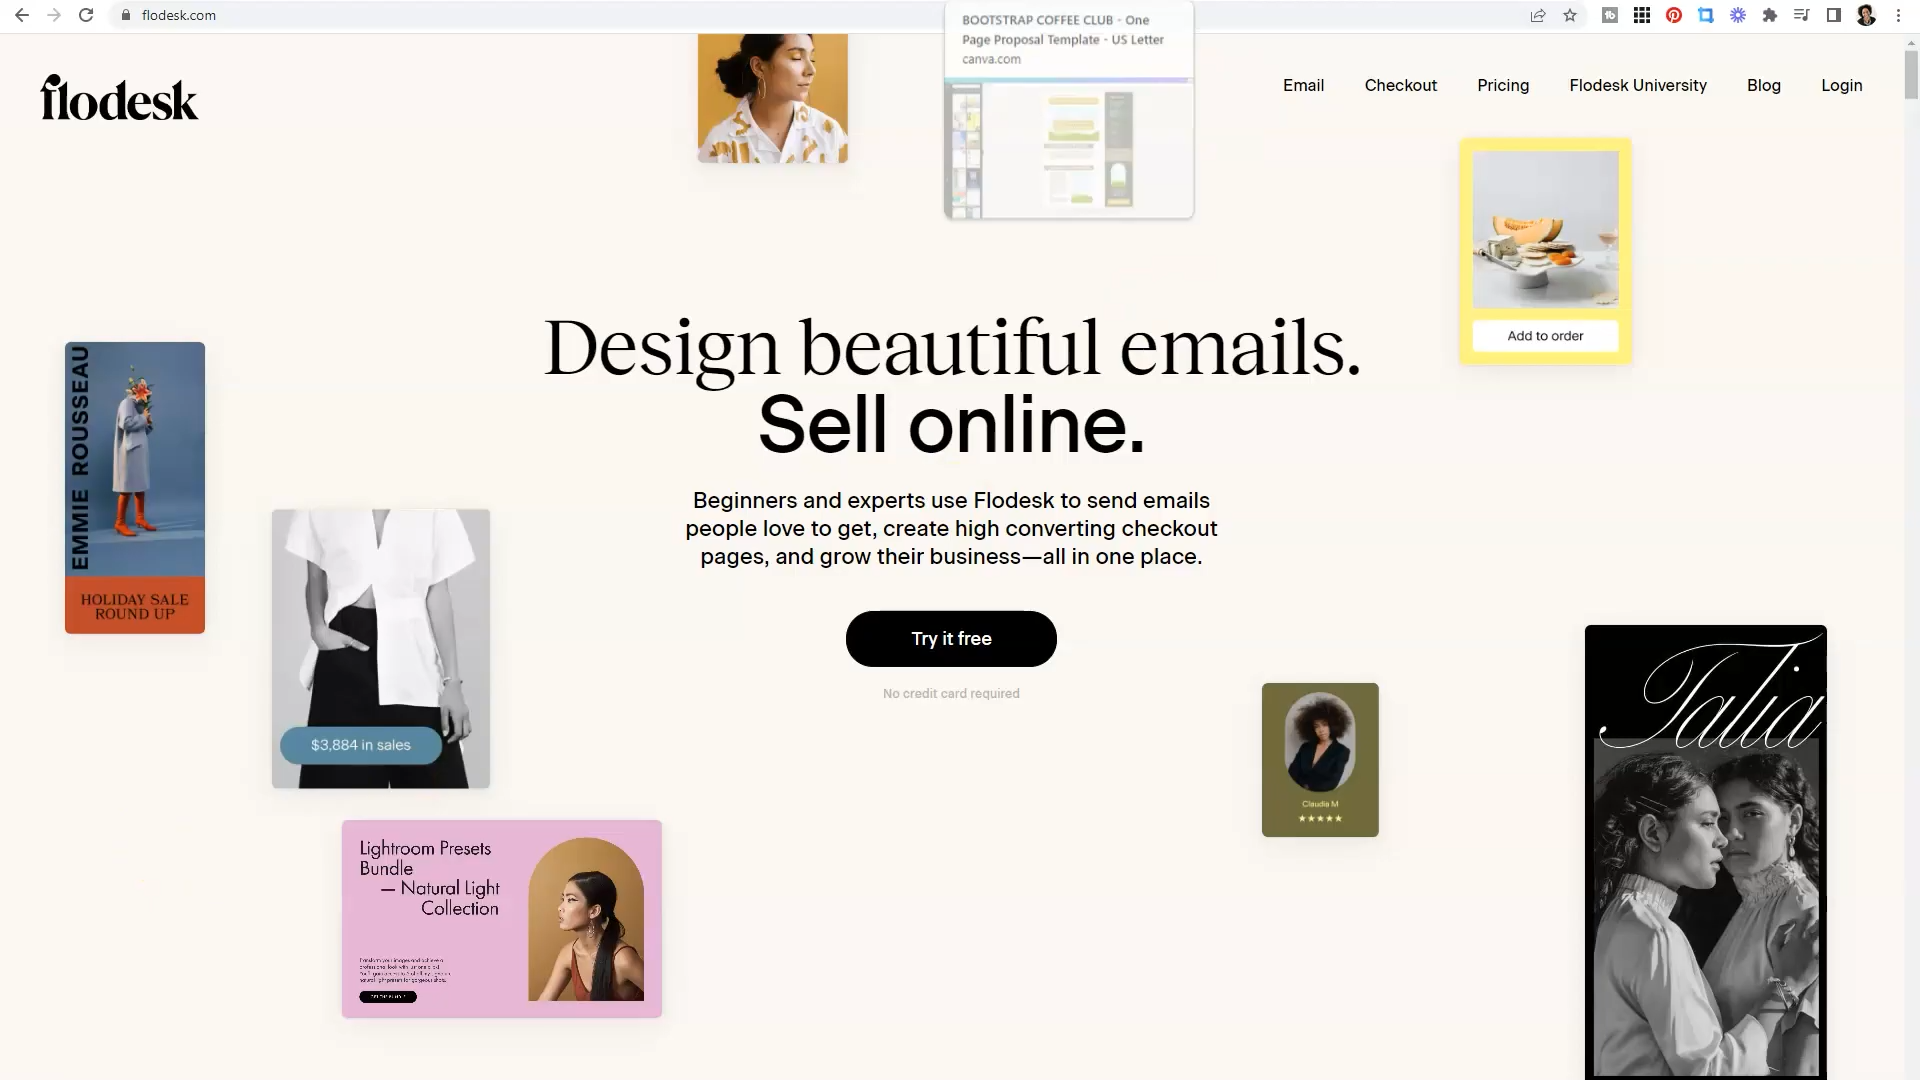 flodesk.com
BOOTSTRAP COFFEE CLUB - One
Page Proposal Template - US Letter
canva.com
flodesk
Email
Checkout
Pricing
Flodesk University
Blog
Login
Add to order
Design beautiful emails.
Sell online.
Beginners and experts use Flodesk to send emails
people love to get, create high converting checkout
pages, and grow their business—all in one place.
Try it free
No credit card required
EMMIE ROUSSEAU
HOLIDAY SALE
ROUND UP
$3,884 in sales
Lightroom Presets
Bundle
— Natural Light
Collection
Claudia M
Talia